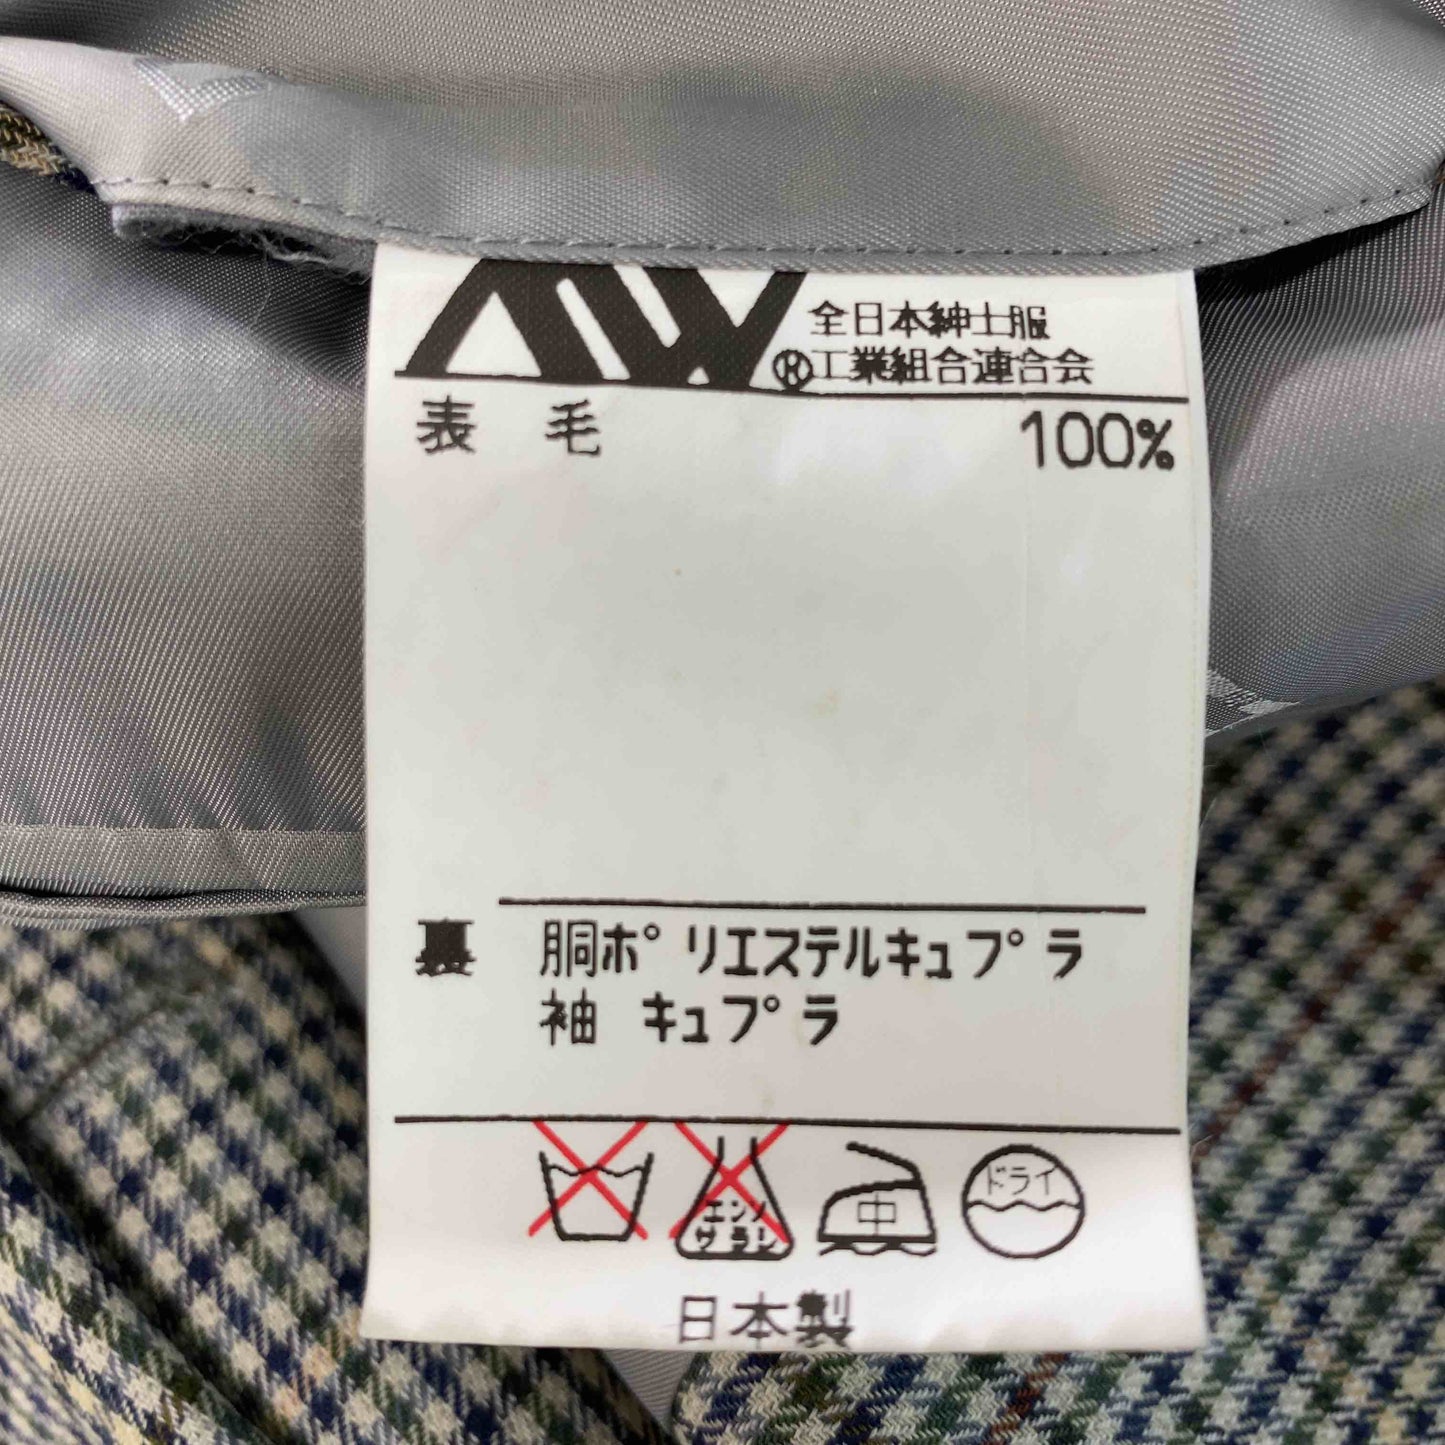 AW 全日本紳士服
®工業組合連合会
表 毛 100%
裏 胴ポリエステルキュプラ
袖 キュプラ
エンソ
サラシ
中
ドライ
日本製